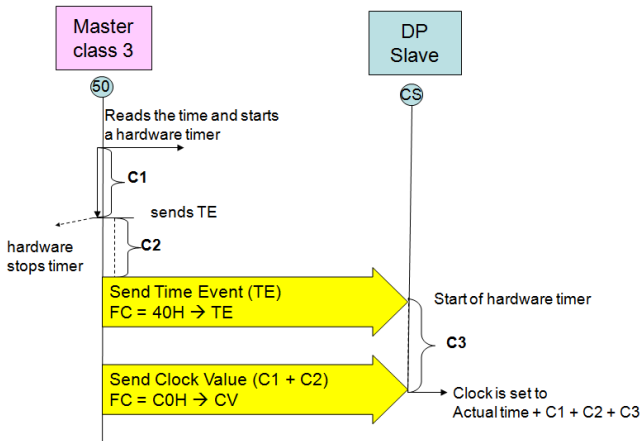 Master
class 3
DP
Slave
50
CS
Reads the time and starts
a hardware timer
C1
sends TE
hardware
stops timer
C2
Send Time Event (TE)
FC = 40H → TE
Start of hardware timer
C3
Send Clock Value (C1 + C2)
FC = C0H → CV
Clock is set to
Actual time + C1 + C2 + C3